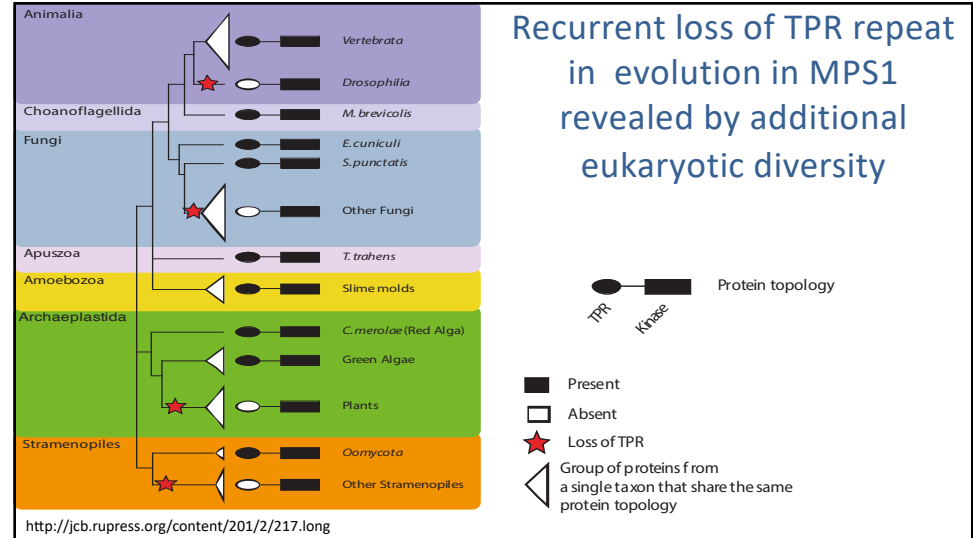 Animalia
Vertebrata
Drosophilia
Choanoflagellida
M. brevicolis
Fungi
E. cuniculi
S. punctatis
Other Fungi
Apuszoa
T. trahens
Amoebozoa
Slime molds
Archaeplastida
C. merolae (Red Alga)
Green Algae
Plants
Stramenopiles
Oomycota
Other Stramenopiles
http://jcb.rupress.org/content/201/2/217.long
Recurrent loss of TPR repeat
in evolution in MPS1
revealed by additional
eukaryotic diversity
Protein topology
TPR
Kinase
Present
Absent
Loss of TPR
Group of proteins from
a single taxon that share the same
protein topology